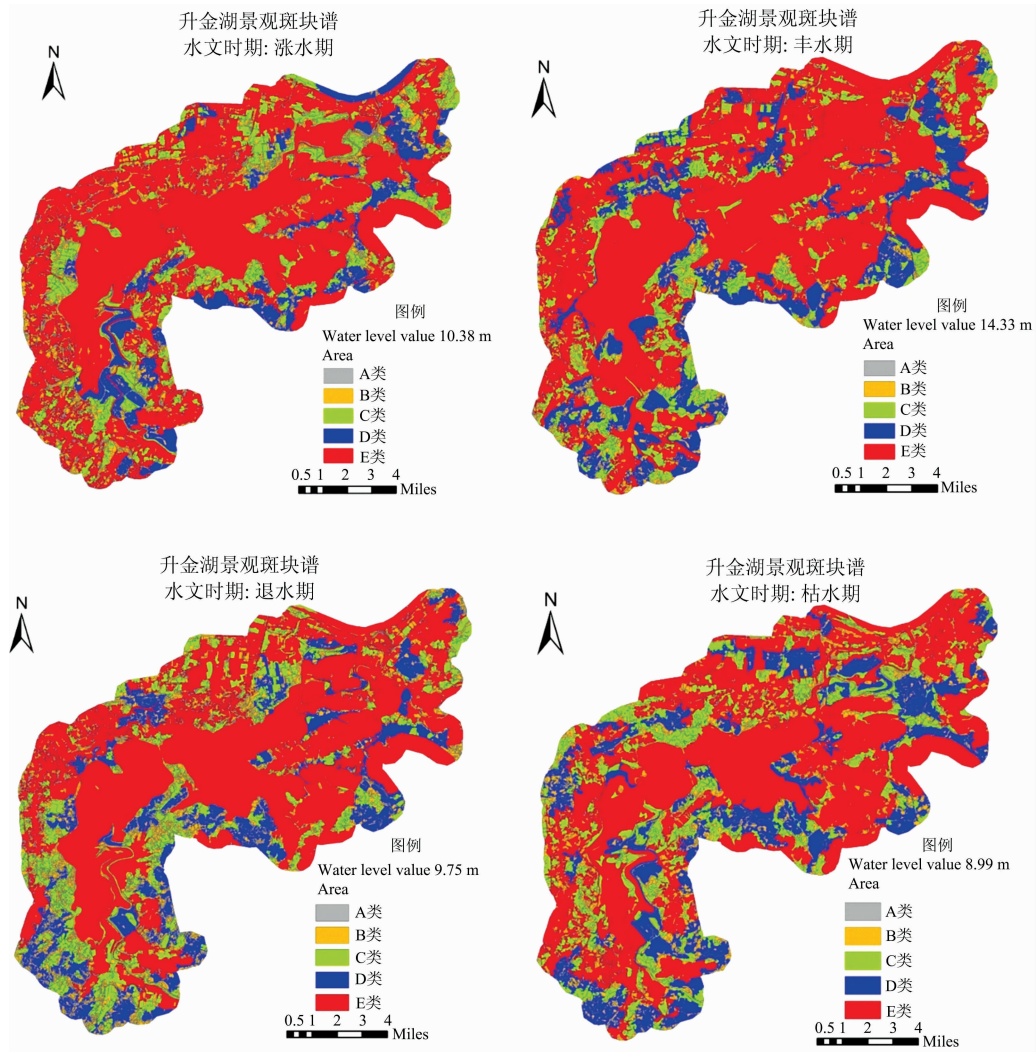 升金湖景观斑块谱
水文时期: 涨水期
N
图例
Water level value 10.38 m
Area
A类
B类
C类
D类
E类
0.5 1 2 3 4
Miles
升金湖景观斑块谱
水文时期: 丰水期
N
图例
Water level value 14.33 m
Area
A类
B类
C类
D类
E类
0.5 1 2 3 4
Miles
升金湖景观斑块谱
水文时期: 退水期
N
图例
Water level value 9.75 m
Area
A类
B类
C类
D类
E类
0.5 1 2 3 4
Miles
升金湖景观斑块谱
水文时期: 枯水期
N
图例
Water level value 8.99 m
Area
A类
B类
C类
D类
E类
0.5 1 2 3 4
Miles